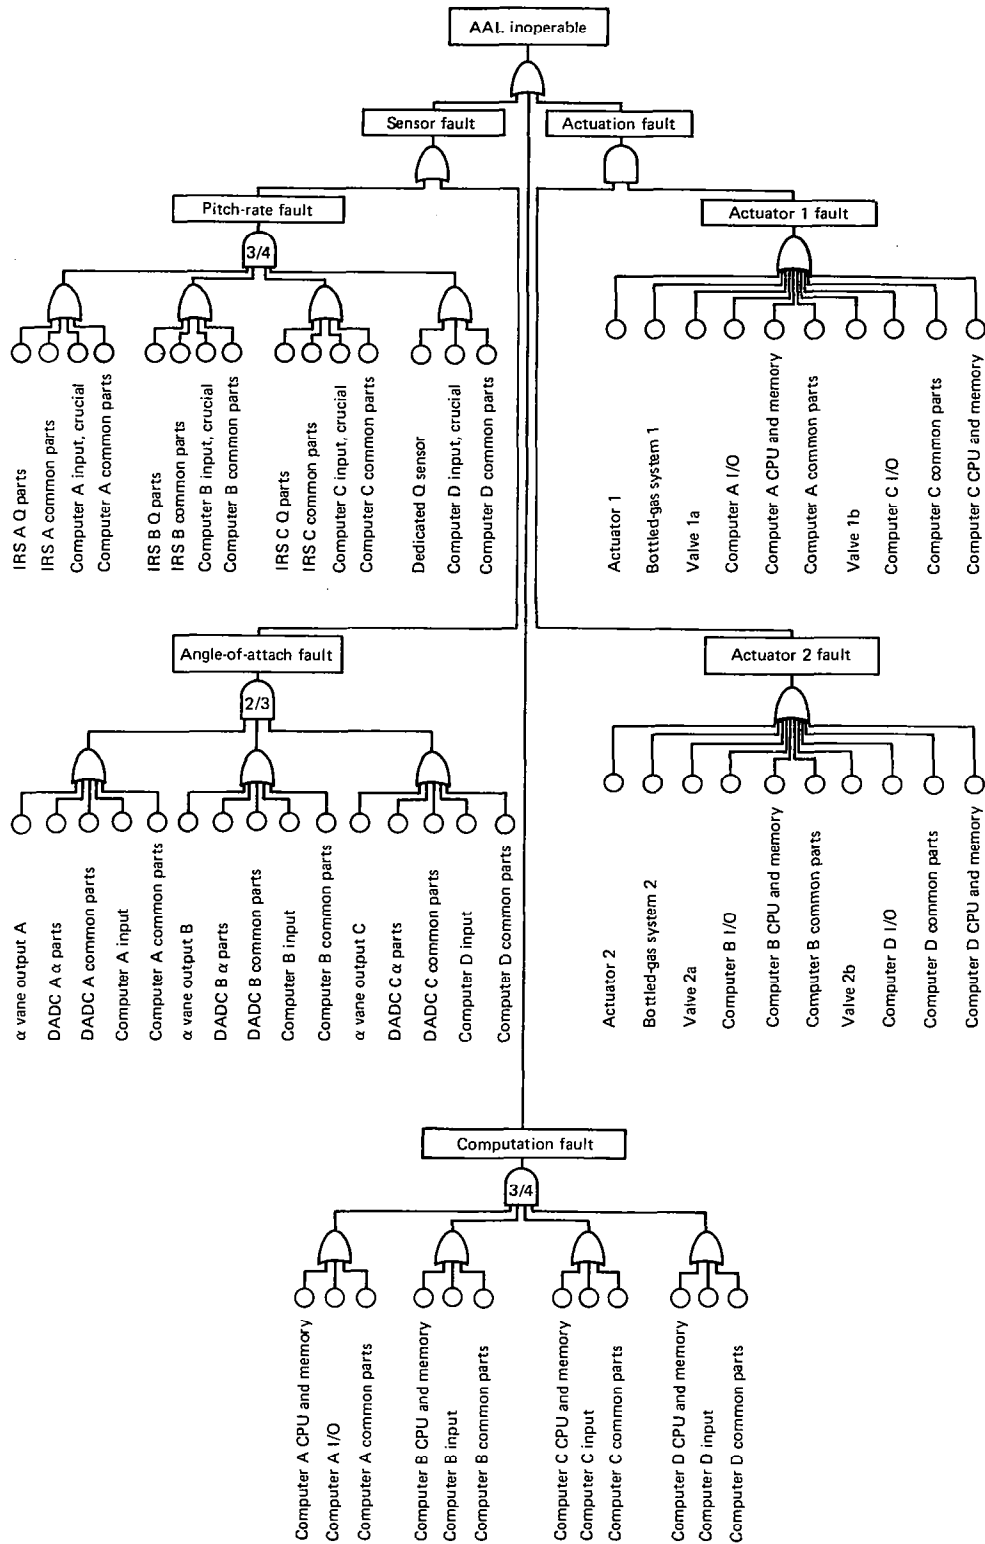 AAL inoperable
Sensor fault
Actuation fault
Pitch-rate fault
Actuator 1 fault
3/4
IRS A Q parts
IRS A common parts
Computer A input, crucial
Computer A common parts
IRS B Q parts
IRS B common parts
Computer B input, crucial
Computer B common parts
IRS C Q parts
IRS C common parts
Computer C input, crucial
Computer C common parts
Dedicated Q sensor
Computer D input, crucial
Computer D common parts
Actuator 1
Bottled-gas system 1
Valve 1a
Computer A I/O
Computer A CPU and memory
Computer A common parts
Valve 1b
Computer C I/O
Computer C common parts
Computer C CPU and memory
Angle-of-attach fault
Actuator 2 fault
2/3
α vane output A
DADC A α parts
DADC A common parts
Computer A input
Computer A common parts
α vane output B
DADC B α parts
DADC B common parts
Computer B input
Computer B common parts
α vane output C
DADC C α parts
DADC C common parts
Computer D input
Computer D common parts
Actuator 2
Bottled-gas system 2
Valve 2a
Computer B I/O
Computer B CPU and memory
Computer B common parts
Valve 2b
Computer D I/O
Computer D common parts
Computer D CPU and memory
Computation fault
3/4
Computer A CPU and memory
Computer A I/O
Computer A common parts
Computer B CPU and memory
Computer B input
Computer B common parts
Computer C CPU and memory
Computer C input
Computer C common parts
Computer D CPU and memory
Computer D input
Computer D common parts